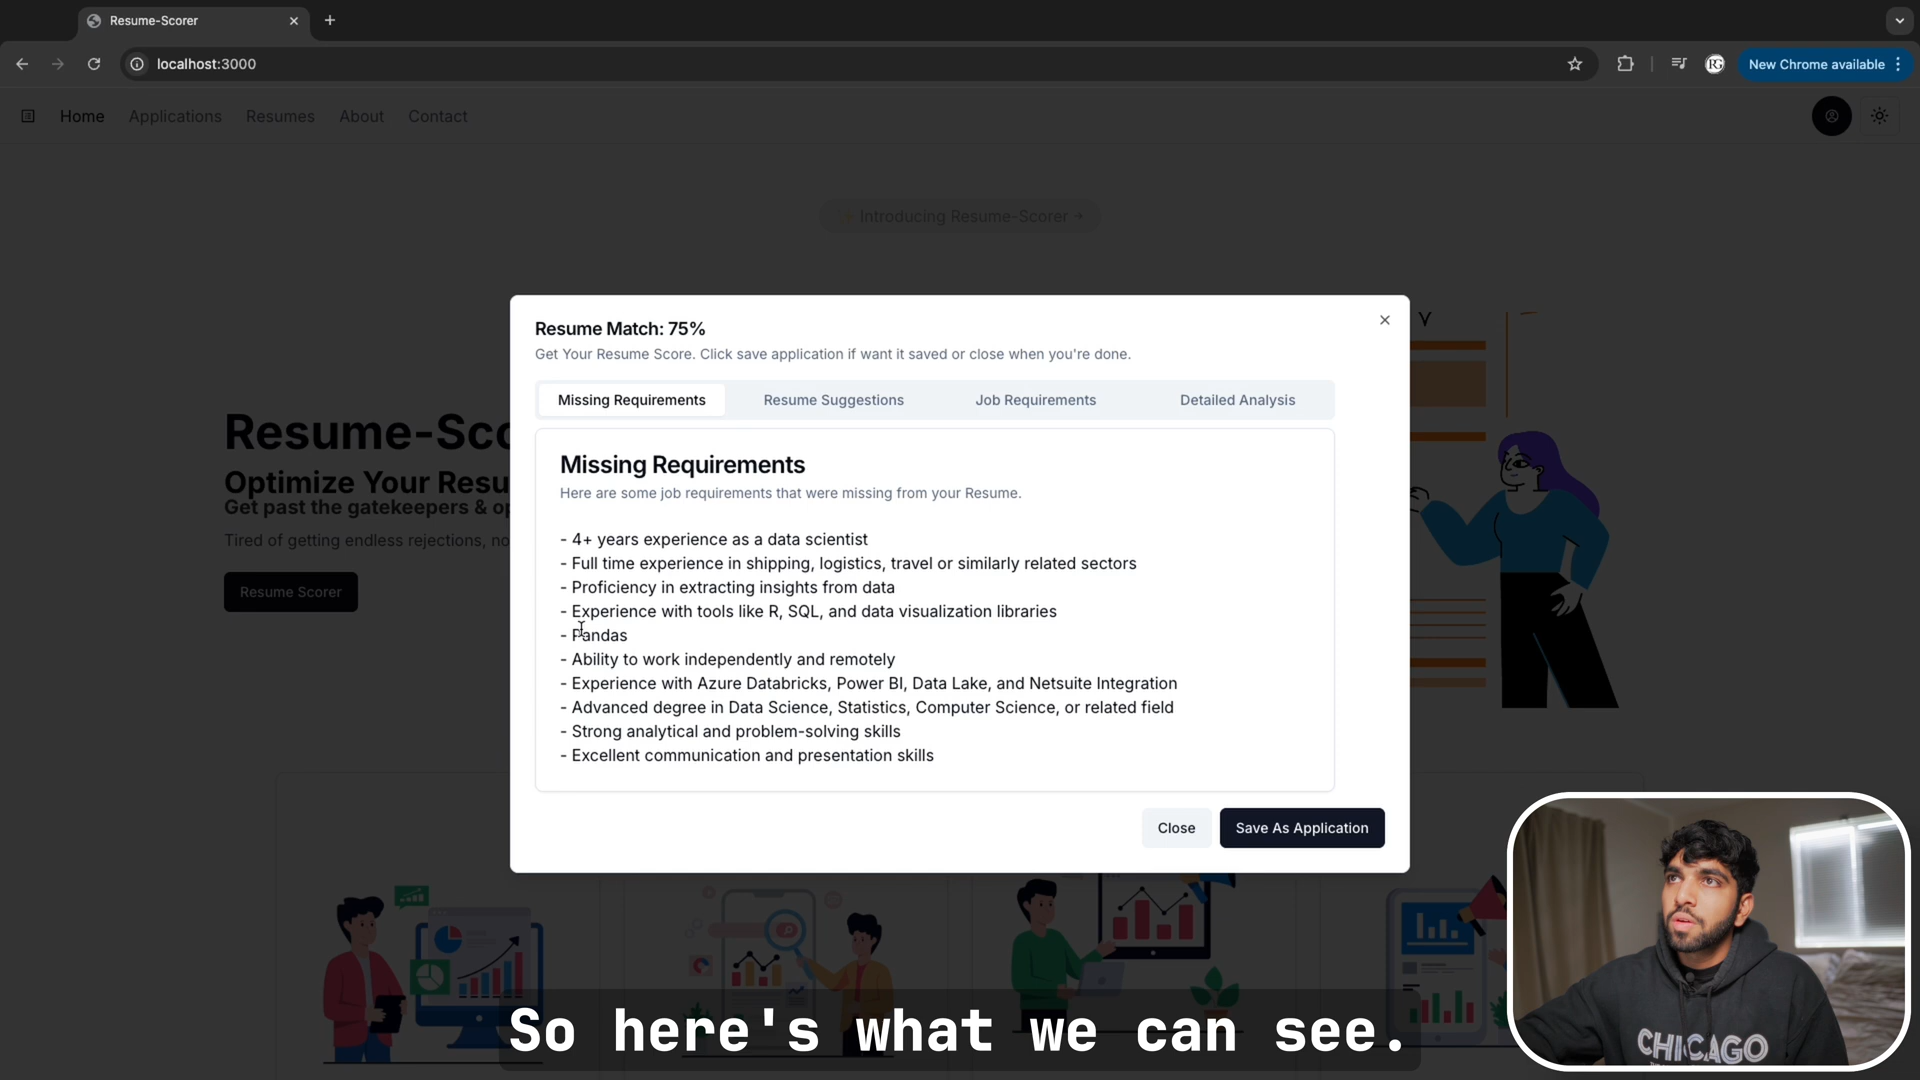 Resume-Scorer
localhost:3000
RG
New Chrome available
Home
Applications
Resumes
About
Contact
Introducing Resume-Scorer →
Resume-Sco
Optimize Your Resu
Get past the gatekeepers & o
Tired of getting endless rejections, no
Resume Scorer
Resume Match: 75%
Get Your Resume Score. Click save application if want it saved or close when you're done.
Missing Requirements
Resume Suggestions
Job Requirements
Detailed Analysis
Missing Requirements
Here are some job requirements that were missing from your Resume.
- 4+ years experience as a data scientist
- Full time experience in shipping, logistics, travel or similarly related sectors
- Proficiency in extracting insights from data
- Experience with tools like R, SQL, and data visualization libraries
- Pandas
- Ability to work independently and remotely
- Experience with Azure Databricks, Power BI, Data Lake, and Netsuite Integration
- Advanced degree in Data Science, Statistics, Computer Science, or related field
- Strong analytical and problem-solving skills
- Excellent communication and presentation skills
Close
Save As Application
So here's what we can see.
CHICAGO